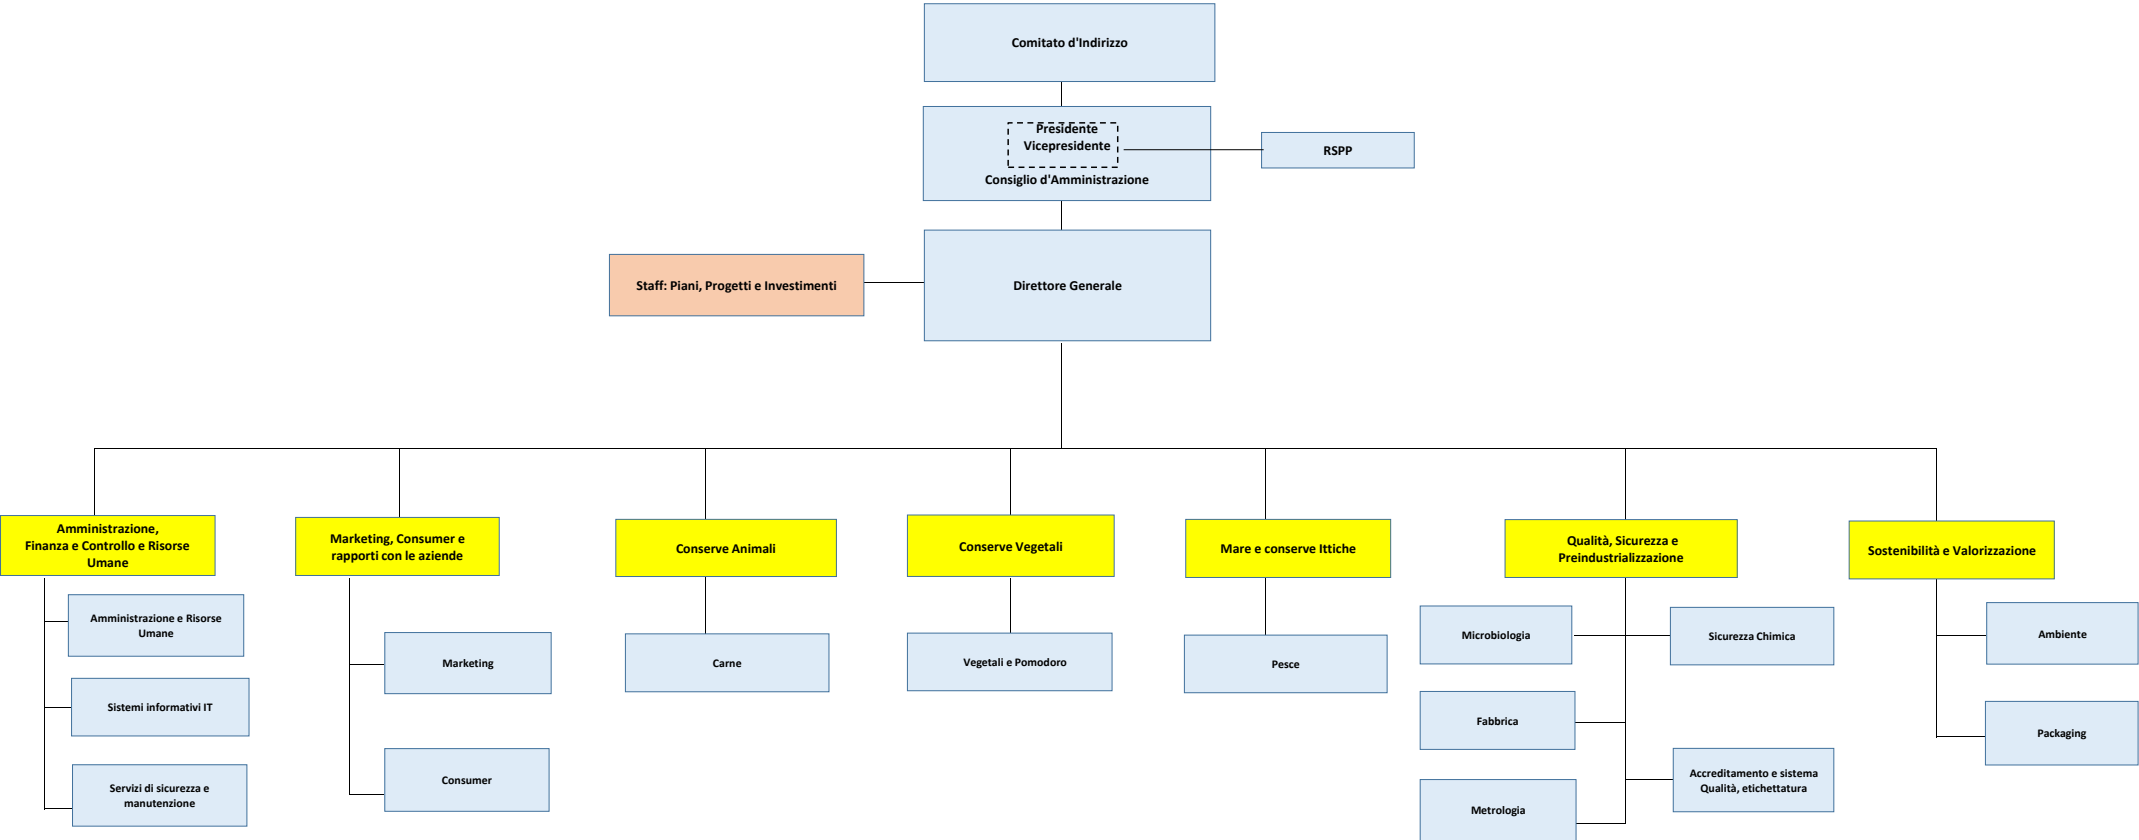 Comitato d'Indirizzo
Presidente
Vicepresidente
Consiglio d'Amministrazione
RSPP
Staff: Piani, Progetti e Investimenti
Direttore Generale
Amministrazione,
Finanza e Controllo e Risorse
Umane
Marketing, Consumer e
rapporti con le aziende
Conserve Animali
Conserve Vegetali
Mare e conserve Ittiche
Qualità, Sicurezza e
Preindustrializzazione
Sostenibilità e Valorizzazione
Amministrazione e Risorse
Umane
Sistemi informativi IT
Servizi di sicurezza e
manutenzione
Marketing
Consumer
Carne
Vegetali e Pomodoro
Pesce
Microbiologia
Sicurezza Chimica
Fabbrica
Accreditamento e sistema
Qualità, etichettatura
Metrologia
Ambiente
Packaging